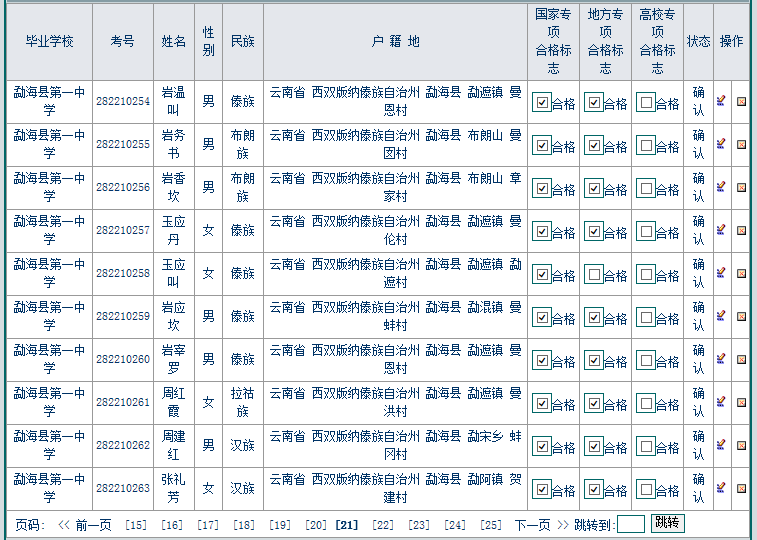 毕业学校 考号 姓名 性别 民族 户 籍 地 国家专项合格标志 地方专项合格标志 高校专项合格标志 状态 操作
勐海县第一中学 282210254 岩温叫 男 傣族 云南省 西双版纳傣族自治州 勐海县 勐遮镇 曼恩村 合格 合格 合格 确认
勐海县第一中学 282210255 岩务书 男 布朗族 云南省 西双版纳傣族自治州 勐海县 布朗山 曼囡村 合格 合格 合格 确认
勐海县第一中学 282210256 岩香坎 男 布朗族 云南省 西双版纳傣族自治州 勐海县 布朗山 章家村 合格 合格 合格 确认
勐海县第一中学 282210257 玉应丹 女 傣族 云南省 西双版纳傣族自治州 勐海县 勐遮镇 曼伦村 合格 合格 合格 确认
勐海县第一中学 282210258 玉应叫 女 傣族 云南省 西双版纳傣族自治州 勐海县 勐遮镇 勐遮村 合格 合格 合格 确认
勐海县第一中学 282210259 岩应坎 男 傣族 云南省 西双版纳傣族自治州 勐海县 勐混镇 曼蚌村 合格 合格 合格 确认
勐海县第一中学 282210260 岩宰罗 男 傣族 云南省 西双版纳傣族自治州 勐海县 勐遮镇 曼恩村 合格 合格 合格 确认
勐海县第一中学 282210261 周红霞 女 拉祜族 云南省 西双版纳傣族自治州 勐海县 勐遮镇 曼洪村 合格 合格 合格 确认
勐海县第一中学 282210262 周建红 男 汉族 云南省 西双版纳傣族自治州 勐海县 勐宋乡 蚌冈村 合格 合格 合格 确认
勐海县第一中学 282210263 张礼芳 女 汉族 云南省 西双版纳傣族自治州 勐海县 勐阿镇 贺建村 合格 合格 合格 确认
页码： << 前一页 [15] [16] [17] [18] [19] [20] [21] [22] [23] [24] [25] 下一页 >> 跳转到: 跳转